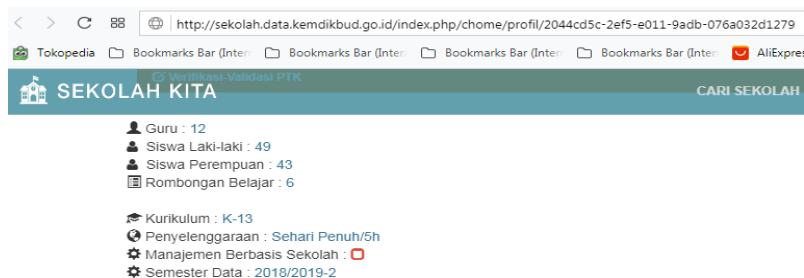 http://sekolah.data.kemdikbud.go.id/index.php/chome/profil/2044cd5c-2ef5-e011-9adb-076a032d1279
Tokopedia Bookmarks Bar (Inter Bookmarks Bar (Inter Bookmarks Bar (Inter Bookmarks Bar (Inter AliExpres
Verifikasi-Validasi PTK
SEKOLAH KITA CARI SEKOLAH
Guru : 12
Siswa Laki-laki : 49
Siswa Perempuan : 43
Rombongan Belajar : 6
Kurikulum : K-13
Penyelenggaraan : Sehari Penuh/5h
Manajemen Berbasis Sekolah :
Semester Data : 2018/2019-2